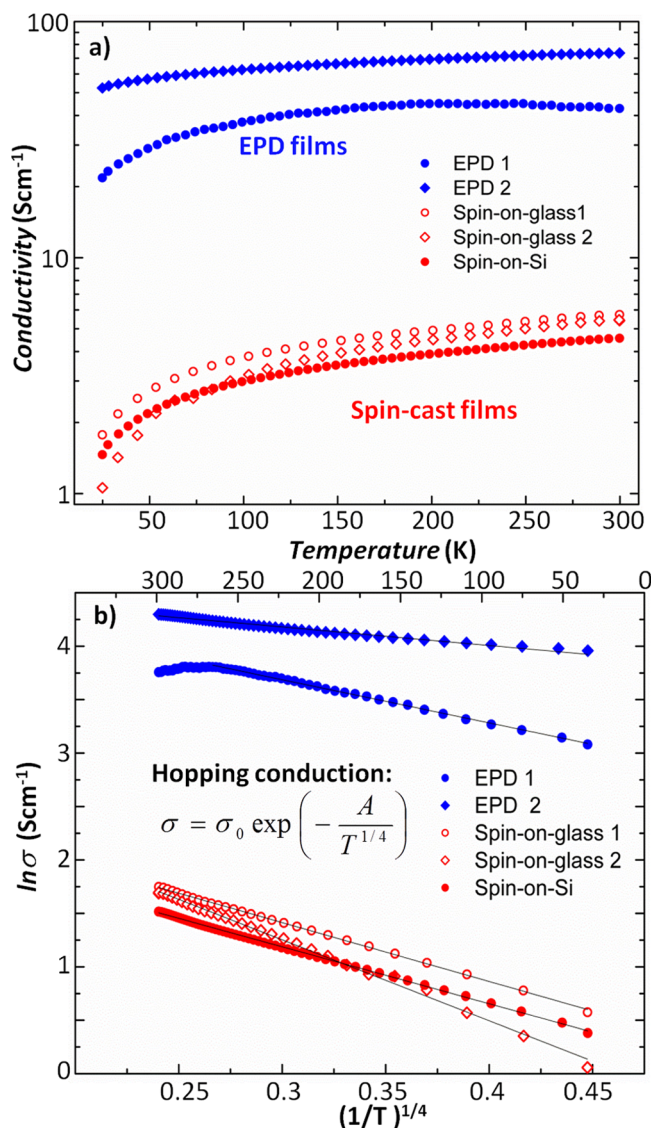 100
a)
EPD films
EPD 1
EPD 2
Spin-on-glass1
Spin-on-glass 2
Spin-on-Si
10
Conductivity (Scm⁻¹)
Spin-cast films
1
50 100 150 200 250 300
Temperature (K)
300 250 200 150 100 50 0
b)
4
3
Hopping conduction:
σ = σ₀ exp(−A/T^{1/4})
EPD 1
EPD 2
Spin-on-glass 1
Spin-on-glass 2
Spin-on-Si
lnσ (Scm⁻¹)
2
1
0
0.25 0.3 0.35 0.4 0.45
(1/T )^{1/4}